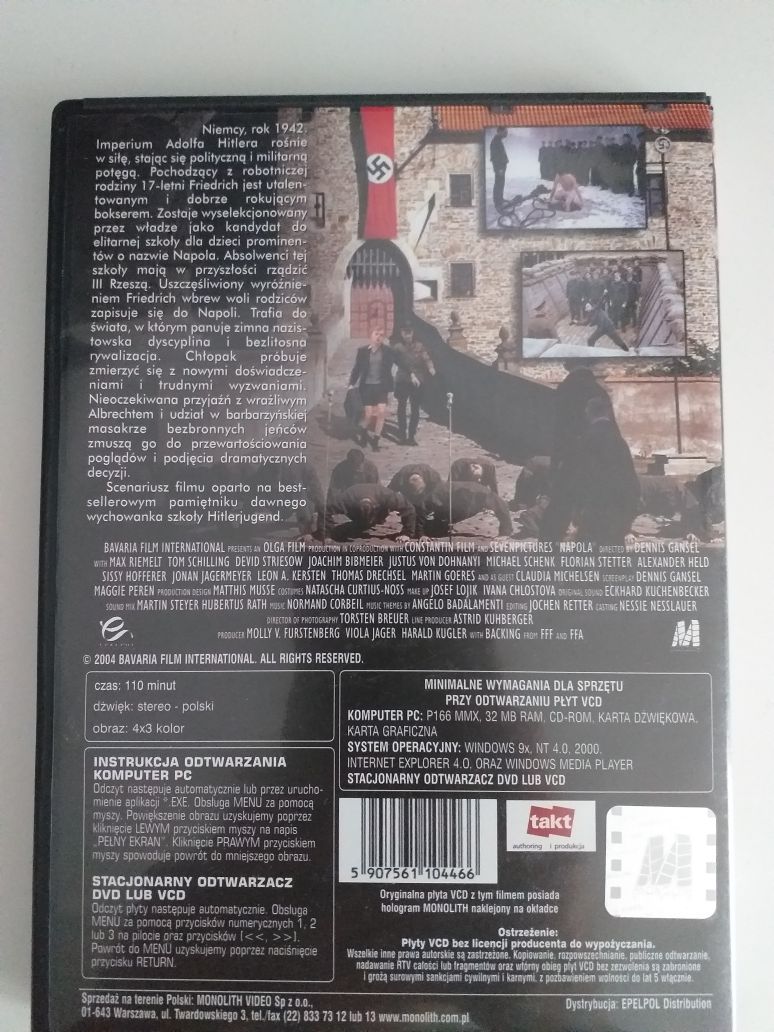 Niemcy, rok 1942.
Imperium Adolfa Hitlera rośnie
w siłę, stając się polityczną i militarną
potęgą. Pochodzący z robotniczej
rodziny 17-letni Friedrich jest utalen-
towanym i dobrze rokującym
bokserem. Zostaje wyselekcjonowany
przez władze jako kandydat do
elitarnej szkoły dla dzieci prominen-
tów o nazwie Napola. Absolwenci tej
szkoły mają w przyszłości rządzić
III Rzeszą. Uszczęśliwiony wyróżnie-
niem Friedrich wbrew woli rodziców
zapisuje się do Napoli. Trafia do
świata, w którym panuje zimna nazis-
towska dyscyplina i bezlitosna
rywalizacja. Chłopak próbuje
zmierzyć się z nowymi doświadcze-
niami i trudnymi wyzwaniami.
Nieoczekiwana przyjaźń z wrażliwym
Albrechtem i udział w barbarzyńskiej
masakrze bezbronnych jeńców
zmuszą go do przewartościowania
poglądów i podjęcia dramatycznych
decyzji.
Scenariusz filmu oparto na best-
sellerowym pamiętniku dawnego
wychowanka szkoły Hitlerjugend.
BAVARIA FILM INTERNATIONAL PRESENTS AN OLGA FILM PRODUCTION IN COPRODUCTION WITH CONSTANTIN FILM AND SEVENPICTURES "NAPOLA" DIRECTED BY DENNIS GANSEL
WITH MAX RIEMELT TOM SCHILLING DEVID STRIESOW JOACHIM BIBMEIER JUSTUS VON DOHNANYI MICHAEL SCHENK FLORIAN STETTER ALEXANDER HELD
SISSY HOFFERER JONAN JAGERMEYER LEON A. KERSTEN THOMAS DRECHSEL MARTIN GOERES AND AS GUEST CLAUDIA MICHELSEN SCREENPLAY DENNIS GANSEL
MAGGIE PEREN PRODUCTION DESIGN MATTHIS MUSSE COSTUMES NATASCHA CURTIUS-NOSS MAKE UP JOSEF LOJIK IVANA CHLOSTOVA ORIGINAL SOUND ECKHARD KUCHENBECKER
SOUND MIX MARTIN STEYER HUBERTUS RATH MUSIC NORMAND CORBEIL MUSIC THEMES BY ANGELO BADALAMENTI EDITING JOCHEN RETTER CASTING NESSIE NESSLAUER
DIRECTOR OF PHOTOGRAPHY TORSTEN BREUER LINE PRODUCER ASTRID KUHBERGER
PRODUCER MOLLY V. FURSTENBERG VIOLA JAGER HARALD KUGLER WITH BACKING FROM FFF AND FFA
© 2004 BAVARIA FILM INTERNATIONAL. ALL RIGHTS RESERVED.
czas: 110 minut
dźwięk: stereo - polski
obraz: 4x3 kolor
MINIMALNE WYMAGANIA DLA SPRZĘTU
PRZY ODTWARZANIU PŁYT VCD
KOMPUTER PC: P166 MMX, 32 MB RAM, CD-ROM, KARTA DŹWIĘKOWA.
KARTA GRAFICZNA
SYSTEM OPERACYJNY: WINDOWS 9x, NT 4.0, 2000.
INTERNET EXPLORER 4.0, ORAZ WINDOWS MEDIA PLAYER
STACJONARNY ODTWARZACZ DVD LUB VCD
INSTRUKCJA ODTWARZANIA
KOMPUTER PC
Odczyt następuje automatycznie lub przez urucho-
mienie aplikacji *.EXE. Obsługa MENU za pomocą
myszy. Powiększenie obrazu uzyskujemy poprzez
kliknięcie LEWYM przyciskiem myszy na napis
„PEŁNY EKRAN". Kliknięcie PRAWYM przyciskiem
myszy spowoduje powrót do mniejszego obrazu.
STACJONARNY ODTWARZACZ
DVD LUB VCD
Odczyt płyty następuje automatycznie. Obsługa
MENU za pomocą przycisków numerycznych 1, 2
lub 3 na pilocie oraz przycisków (<<, >>).
Powrót do MENU uzyskujemy poprzez naciśnięcie
przycisku RETURN.
5 907561 104466
takt
authoring i produkcja
Oryginalna płyta VCD z tym filmem posiada
hologram MONOLITH naklejony na okładce
Ostrzeżenie:
Płyty VCD bez licencji producenta do wypożyczania.
Wszelkie inne prawa autorskie są zastrzeżone. Kopiowanie, rozpowszechnianie, publiczne odtwarzanie,
nadawanie RTV całości lub fragmentów oraz wtórny obieg płyt VCD bez zezwolenia są zabronione
i grożą surowymi sankcjami cywilnymi i karnymi, z pozbawieniem wolności do lat 5 włącznie.
Sprzedaż na terenie Polski: MONOLITH VIDEO Sp z o.o.,
01-643 Warszawa, ul. Twardowskiego 3, tel./fax (22) 833 73 12 lub 13 www.monolith.com.pl
Dystrybucja: EPELPOL Distribution